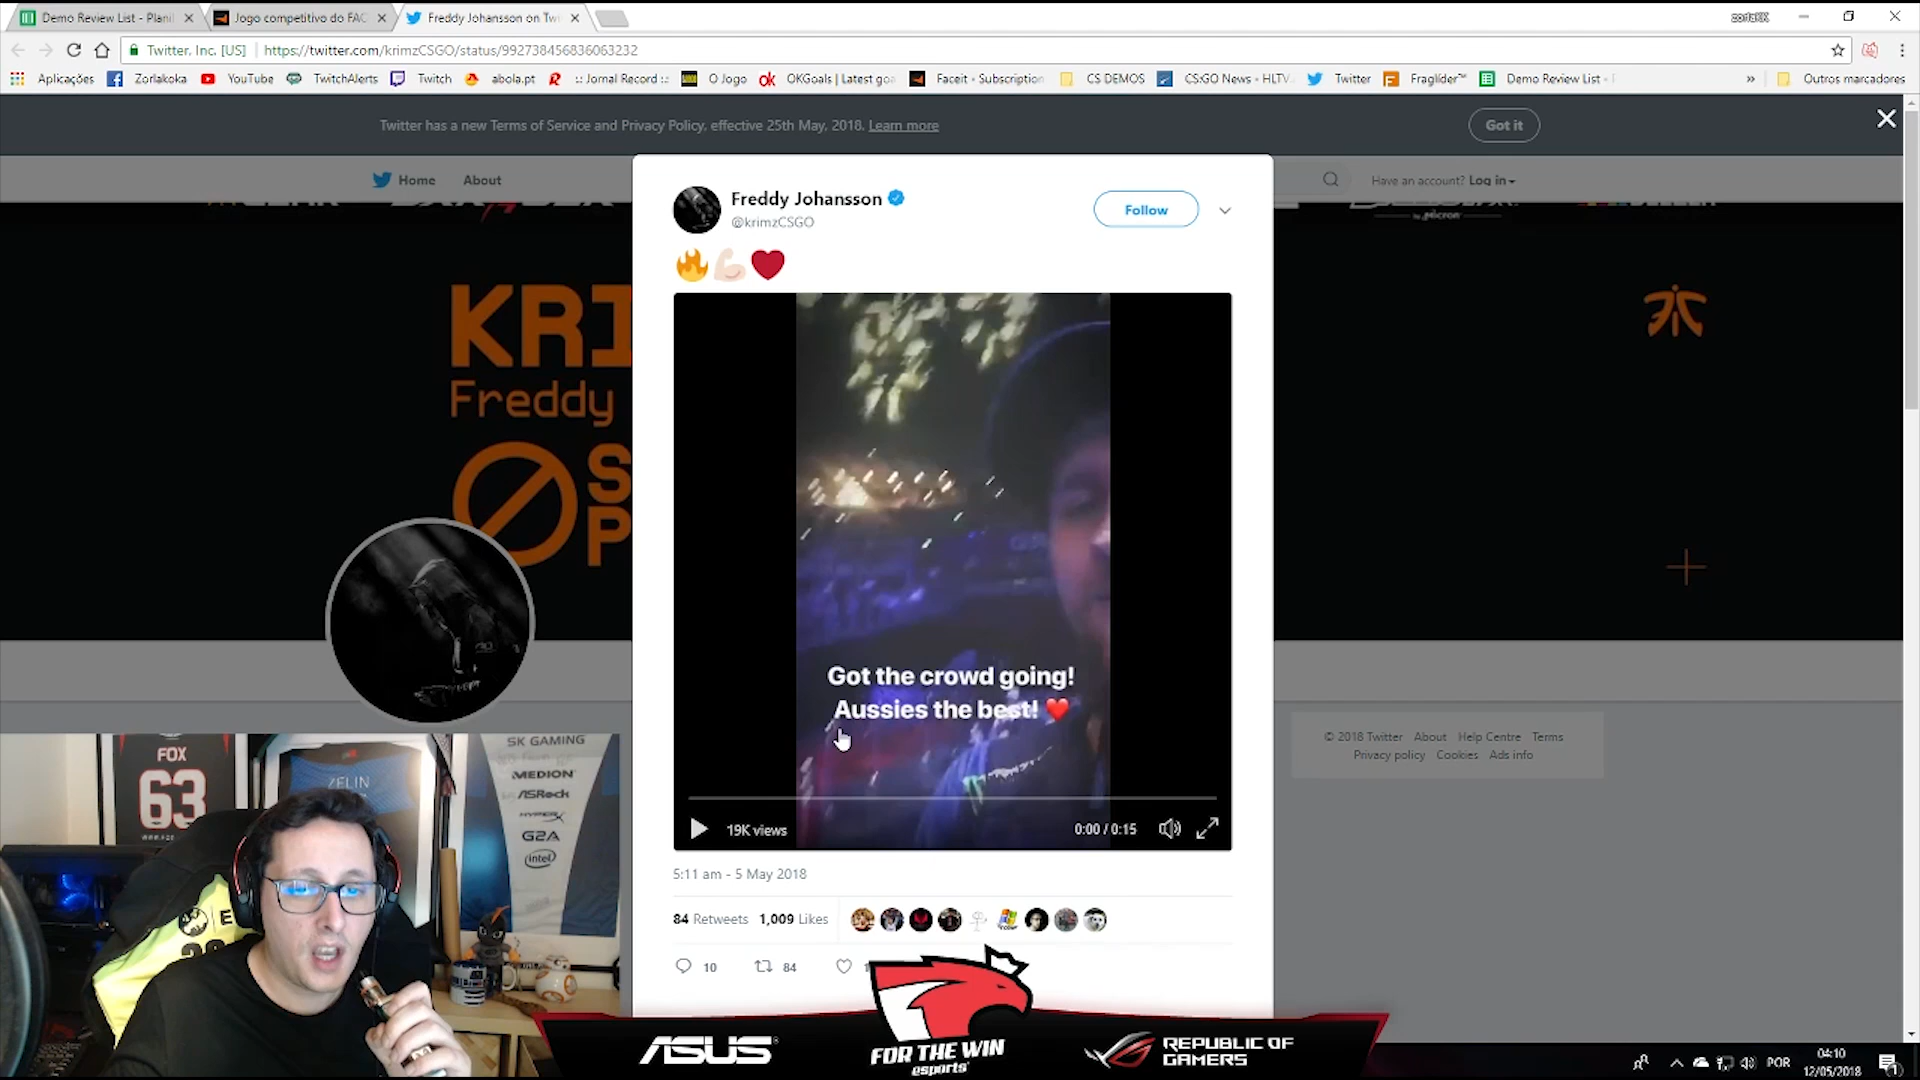 Demo Review List - Planil
Jogo competitivo do FAC
Freddy Johansson on Tw
zorlaKK
Twitter, Inc. [US]
https://twitter.com/krimzCSGO/status/992738456836063232
Aplicações
Zorlakoka
YouTube
TwitchAlerts
Twitch
abola.pt
:: Jornal Record ::
O Jogo
OKGoals | Latest goa
Faceit - Subscription
CS DEMOS
CS:GO News - HLTV.
Twitter
Fraglíder™
Demo Review List -
»
Outros marcadores
Twitter has a new Terms of Service and Privacy Policy, effective 25th May, 2018. Learn more
Got it
Home
About
Have an account? Log in
Freddy Johansson
@krimzCSGO
Follow
🔥💪🏻❤️
KRI
Freddy
S
P
Got the crowd going!
Aussies the best! ❤️
19K views
0:00 / 0:15
5:11 am - 5 May 2018
84 Retweets 1,009 Likes
10
84
© 2018 Twitter About Help Centre Terms
Privacy policy Cookies Ads info
FOX
63
ZELIN
SK GAMING
MEDION
ASRock
HYPERX
G2A
intel
ASUS
FOR THE WIN
esports
REPUBLIC OF
GAMERS
POR
04:10
12/05/2018